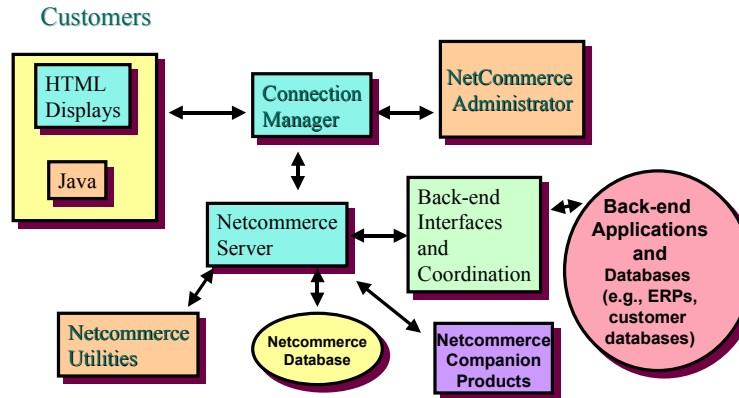 Customers
HTML
Displays
Java
Connection
Manager
NetCommerce
Administrator
Netcommerce
Server
Back-end
Interfaces
and
Coordination
Back-end
Applications
and
Databases
(e.g., ERPs,
customer
databases)
Netcommerce
Utilities
Netcommerce
Database
Netcommerce
Companion
Products